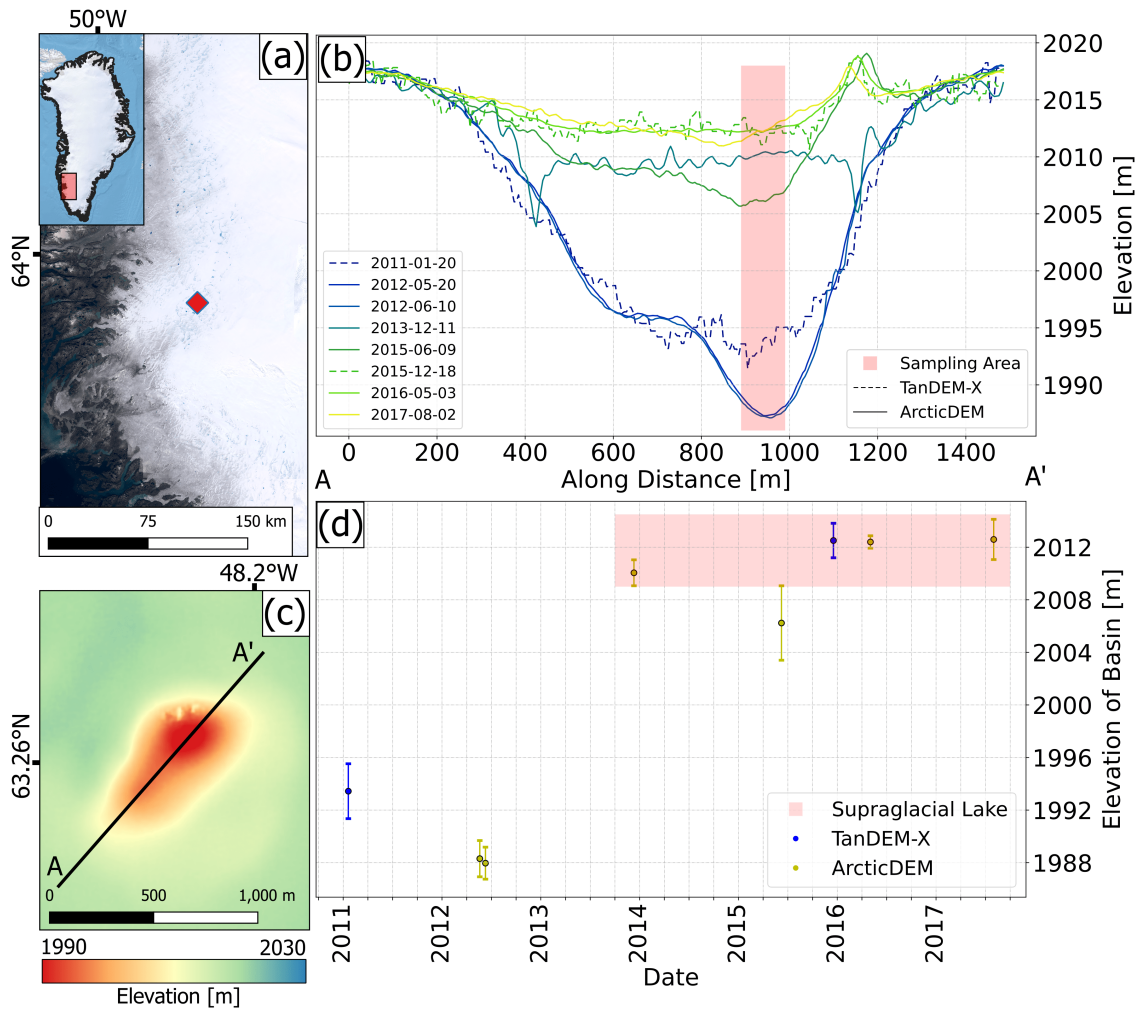 50°W
(a)
64°N
0 75 150 km
(b)
2020
2015
2010
2005
2000
1995
1990
Elevation [m]
2011-01-20
2012-05-20
2012-06-10
2013-12-11
2015-06-09
2015-12-18
2016-05-03
2017-08-02
Sampling Area
TanDEM-X
ArcticDEM
0 200 400 600 800 1000 1200 1400
A Along Distance [m] A'
48.2°W
(c)
A'
63.26°N
A
0 500 1,000 m
1990 2030
Elevation [m]
(d)
2012
2008
2004
2000
1996
1992
1988
Elevation of Basin [m]
Supraglacial Lake
TanDEM-X
ArcticDEM
2011 2012 2013 2014 2015 2016 2017
Date